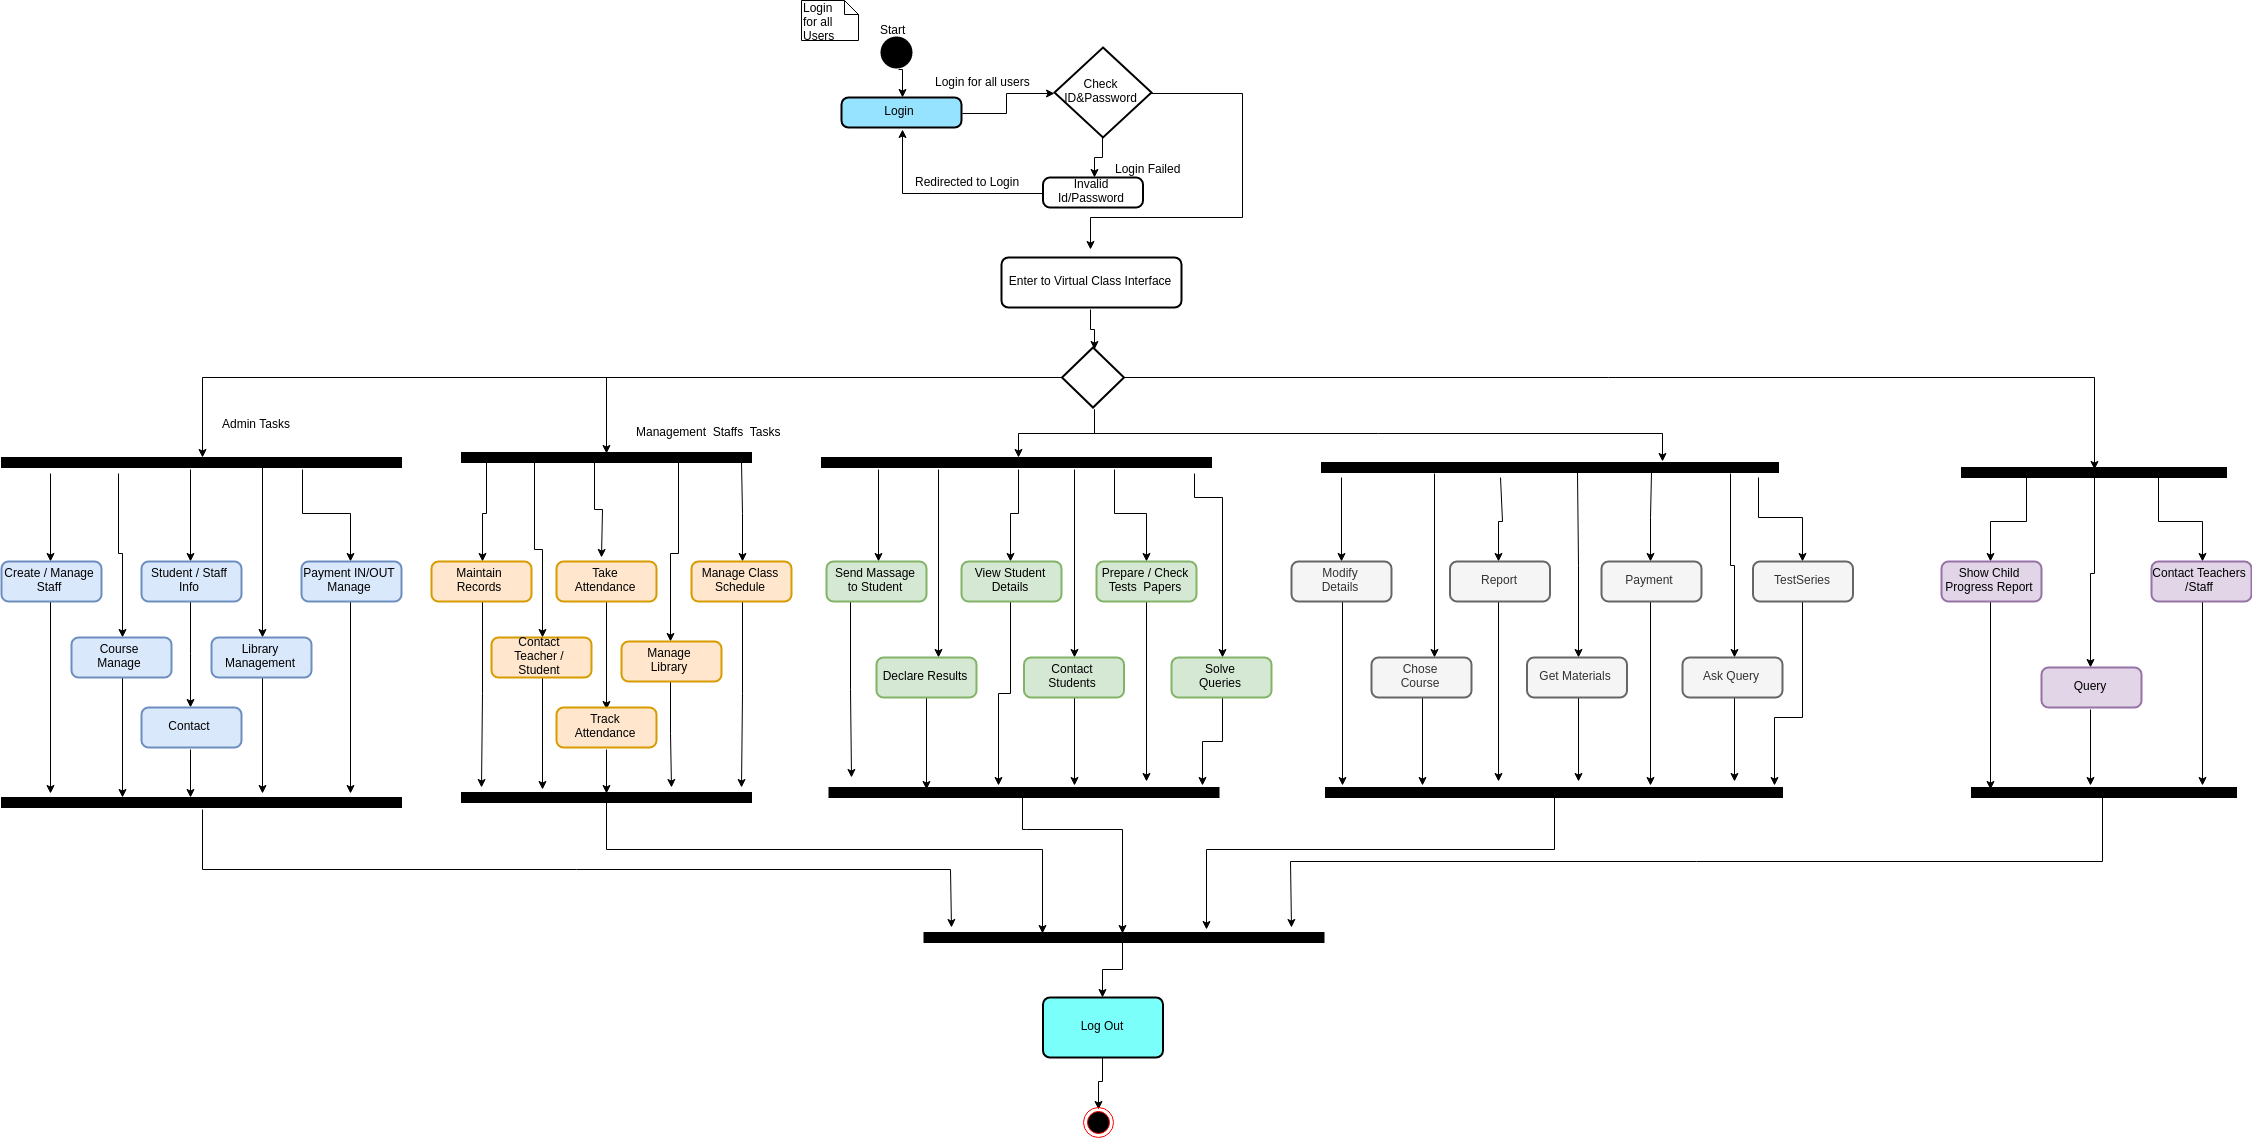 Login
for all
Users
Start
Login for all users
Check
ID&Password
Login
Login Failed
Redirected to Login
Invalid
Id/Password
Enter to Virtual Class Interface
Admin Tasks
Management  Staffs  Tasks
Create / Manage
Staff
Student / Staff
Info
Payment IN/OUT
Manage
Course
Manage
Library
Management
Contact
Maintain
Records
Take
Attendance
Manage Class
Schedule
Contact
Teacher /
Student
Manage
Library
Track
Attendance
Send Massage
to Student
View Student
Details
Prepare / Check
Tests  Papers
Declare Results
Contact
Students
Solve
Queries
Modify
Details
Report
Payment
TestSeries
Chose
Course
Get Materials
Ask Query
Show Child
Progress Report
Contact Teachers
/Staff
Query
Log Out